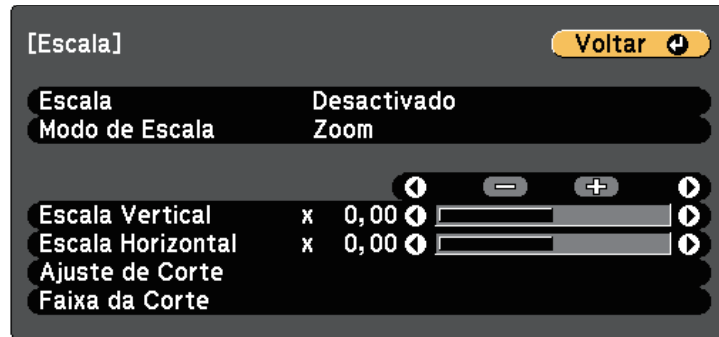 [Escala]
Voltar
Escala Desactivado
Modo de Escala Zoom
Escala Vertical x 0,00
Escala Horizontal x 0,00
Ajuste de Corte
Faixa da Corte